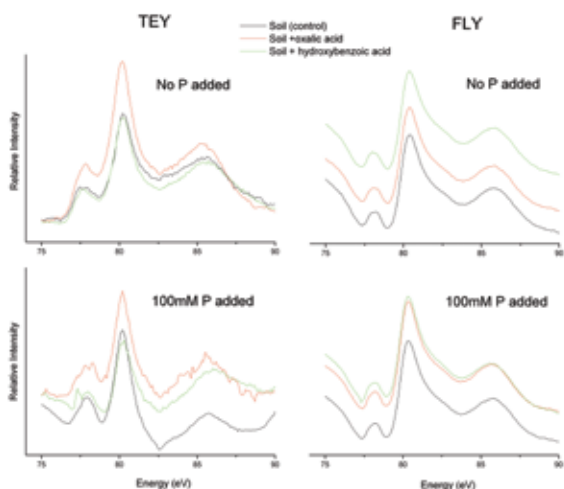 TEY
FLY
Soil (control)
Soil +oxalic acid
Soil + hydroxybenzoic acid
No P added
No P added
Relative Intensity
75 80 85 90
75 80 85 90
100mM P added
100mM P added
Relative Intensity
75 80 85 90
75 80 85 90
Energy (eV)
Energy (eV)